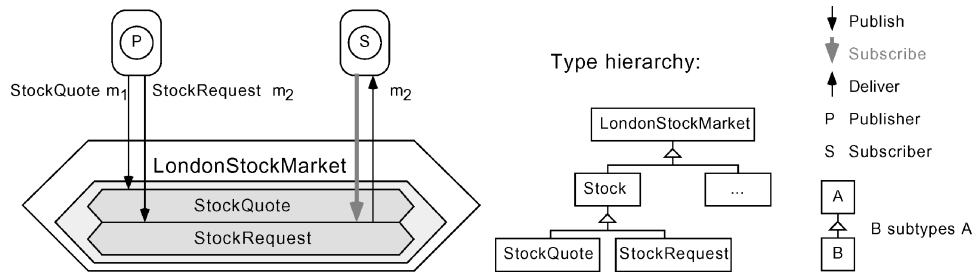 P
S
StockQuote m1
StockRequest m2
m2
LondonStockMarket
StockQuote
StockRequest
Type hierarchy:
LondonStockMarket
Stock
...
StockQuote
StockRequest
Publish
Subscribe
Deliver
P Publisher
S Subscriber
A
B subtypes A
B